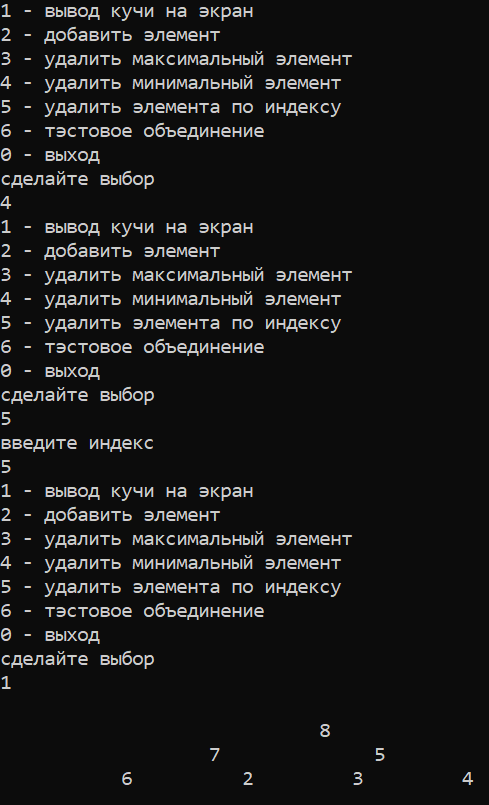 1 - вывод кучи на экран
2 - добавить элемент
3 - удалить максимальный элемент
4 - удалить минимальный элемент
5 - удалить элемента по индексу
6 - тэстовое объединение
0 - выход
сделайте выбор
4
1 - вывод кучи на экран
2 - добавить элемент
3 - удалить максимальный элемент
4 - удалить минимальный элемент
5 - удалить элемента по индексу
6 - тэстовое объединение
0 - выход
сделайте выбор
5
введите индекс
5
1 - вывод кучи на экран
2 - добавить элемент
3 - удалить максимальный элемент
4 - удалить минимальный элемент
5 - удалить элемента по индексу
6 - тэстовое объединение
0 - выход
сделайте выбор
1
8
7 5
6 2 3 4